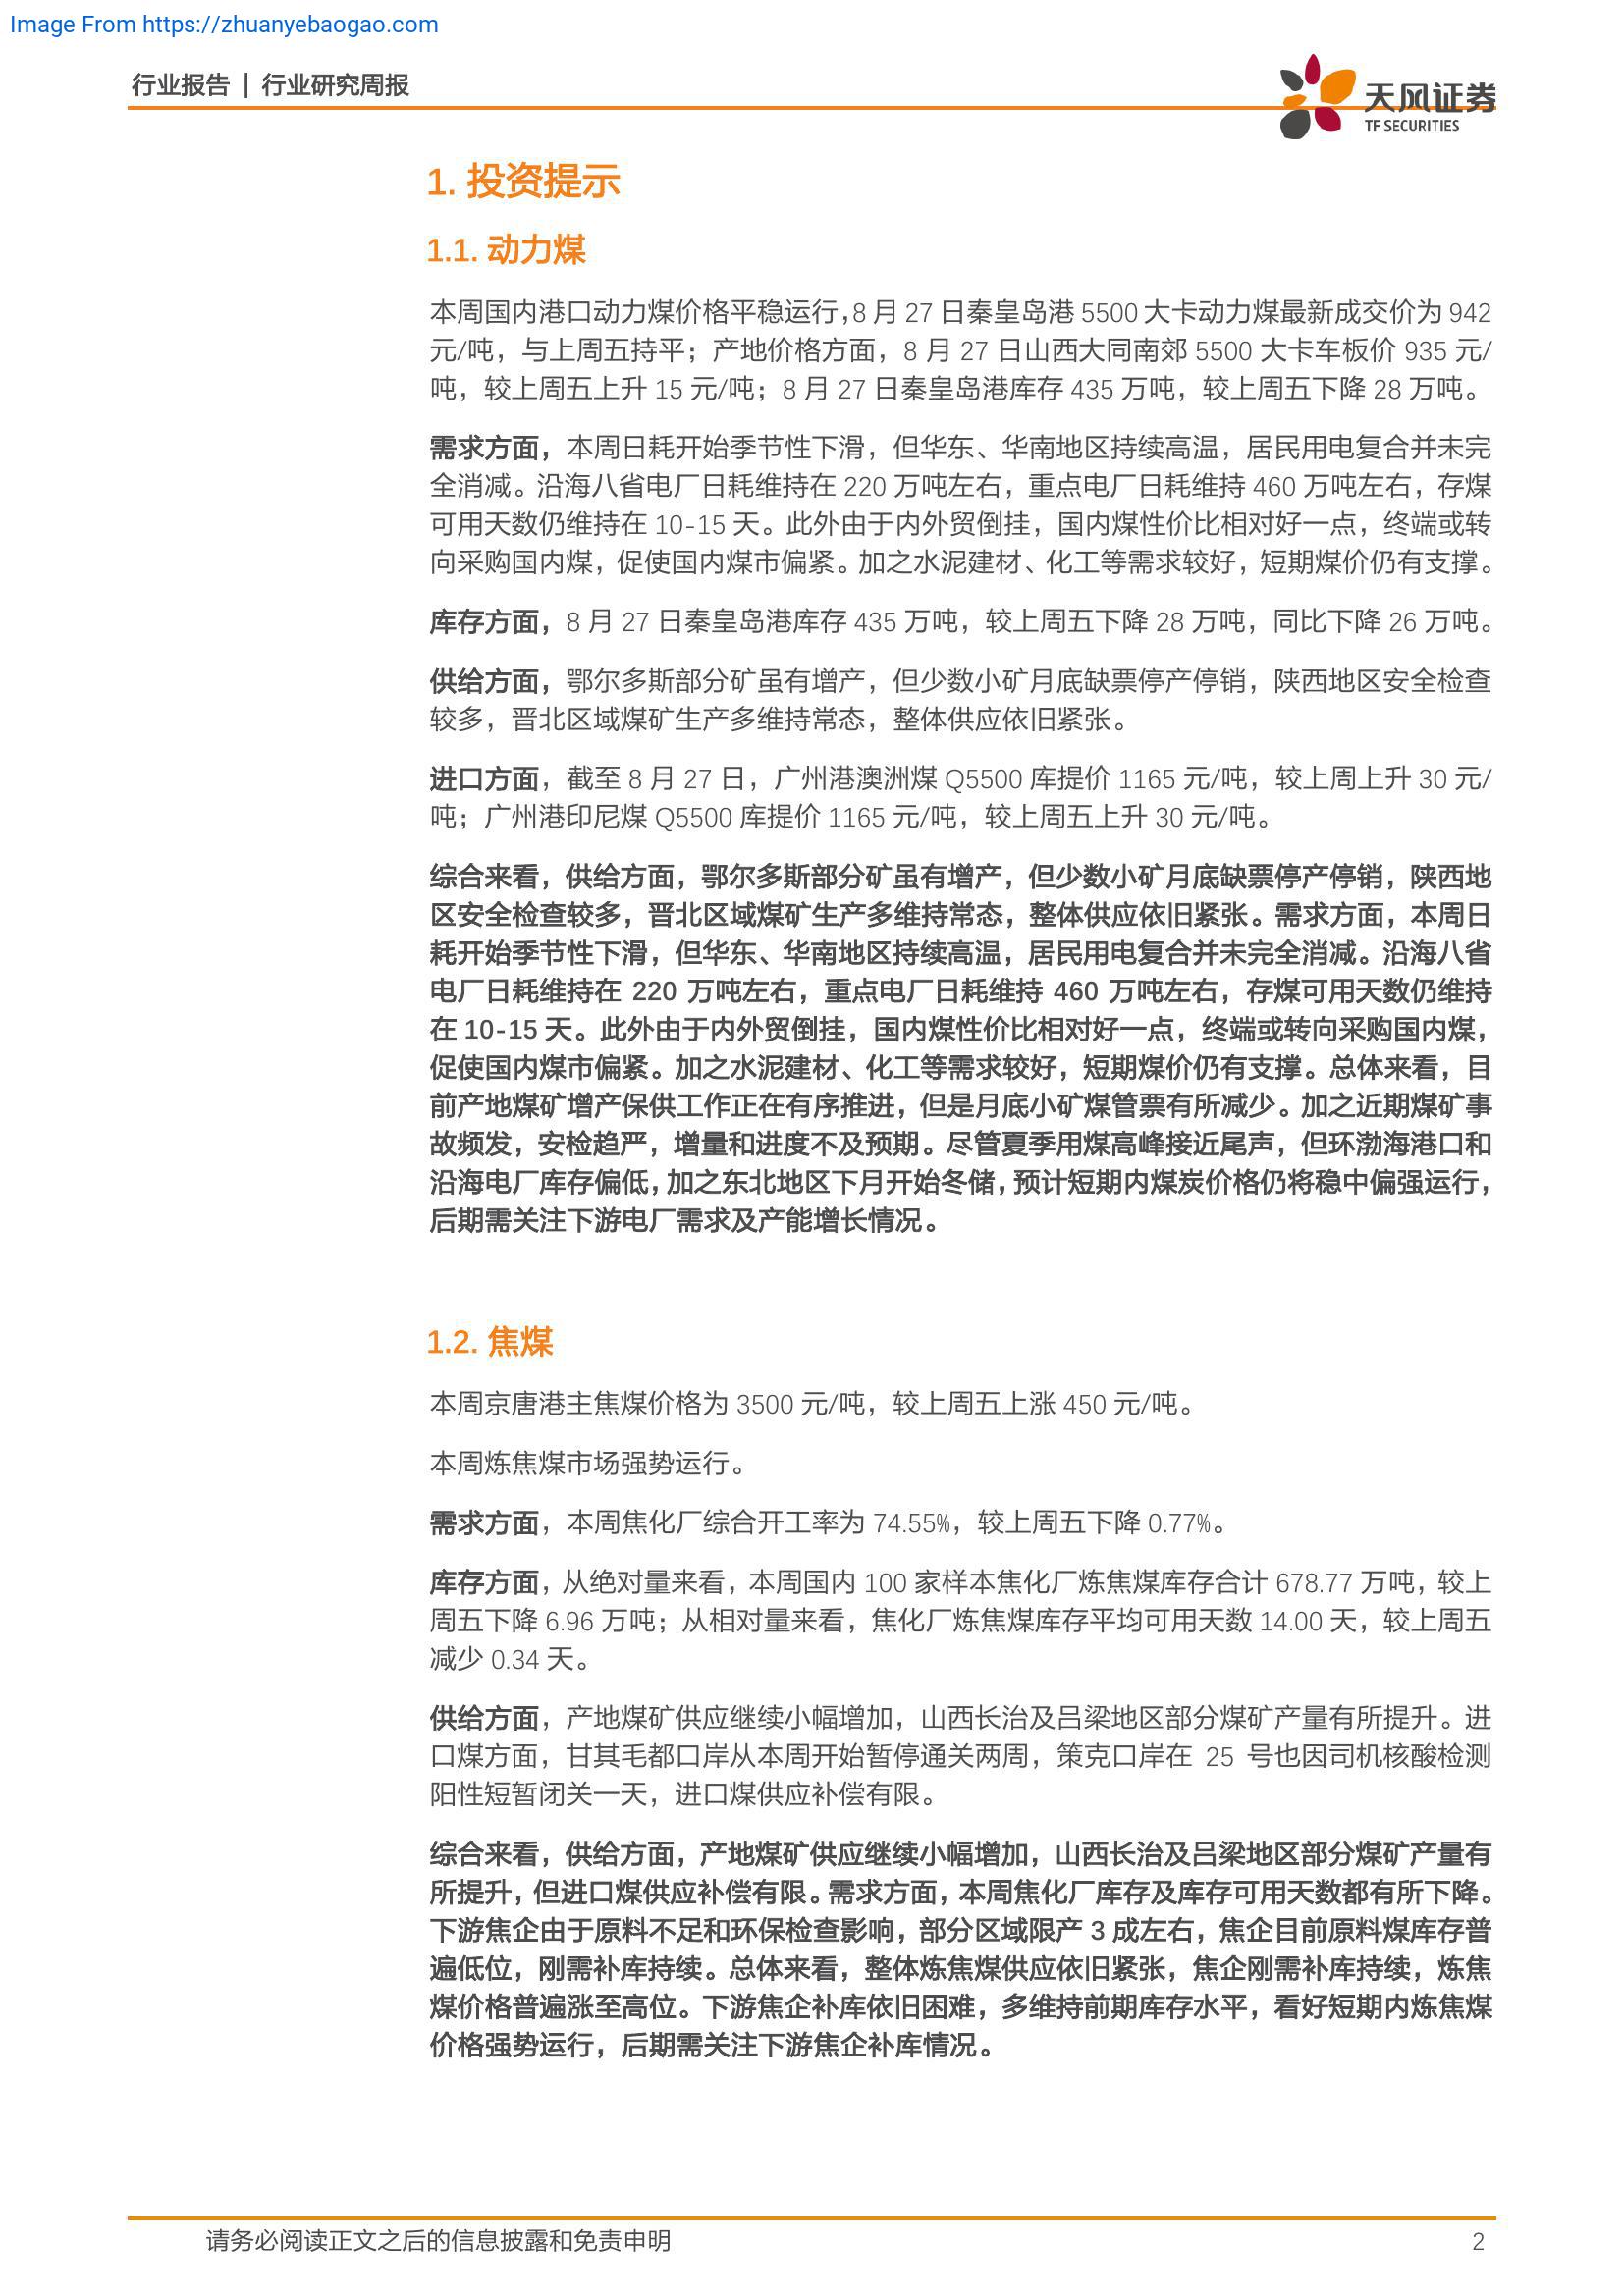 Image From https://zhuanyebaogao.com
行业报告 | 行业研究周报
天风证券
TF SECURITIES
1. 投资提示
1.1. 动力煤
本周国内港口动力煤价格平稳运行，8 月 27 日秦皇岛港 5500 大卡动力煤最新成交价为 942
元/吨，与上周五持平；产地价格方面，8 月 27 日山西大同南郊 5500 大卡车板价 935 元/
吨，较上周五上升 15 元/吨；8 月 27 日秦皇岛港库存 435 万吨，较上周五下降 28 万吨。
需求方面，本周日耗开始季节性下滑，但华东、华南地区持续高温，居民用电复合并未完
全消减。沿海八省电厂日耗维持在 220 万吨左右，重点电厂日耗维持 460 万吨左右，存煤
可用天数仍维持在 10-15 天。此外由于内外贸倒挂，国内煤性价比相对好一点，终端或转
向采购国内煤，促使国内煤市偏紧。加之水泥建材、化工等需求较好，短期煤价仍有支撑。
库存方面，8 月 27 日秦皇岛港库存 435 万吨，较上周五下降 28 万吨，同比下降 26 万吨。
供给方面，鄂尔多斯部分矿虽有增产，但少数小矿月底缺票停产停销，陕西地区安全检查
较多，晋北区域煤矿生产多维持常态，整体供应依旧紧张。
进口方面，截至 8 月 27 日，广州港澳洲煤 Q5500 库提价 1165 元/吨，较上周上升 30 元/
吨；广州港印尼煤 Q5500 库提价 1165 元/吨，较上周五上升 30 元/吨。
综合来看，供给方面，鄂尔多斯部分矿虽有增产，但少数小矿月底缺票停产停销，陕西地
区安全检查较多，晋北区域煤矿生产多维持常态，整体供应依旧紧张。需求方面，本周日
耗开始季节性下滑，但华东、华南地区持续高温，居民用电复合并未完全消减。沿海八省
电厂日耗维持在 220 万吨左右，重点电厂日耗维持 460 万吨左右，存煤可用天数仍维持
在 10-15 天。此外由于内外贸倒挂，国内煤性价比相对好一点，终端或转向采购国内煤，
促使国内煤市偏紧。加之水泥建材、化工等需求较好，短期煤价仍有支撑。总体来看，目
前产地煤矿增产保供工作正在有序推进，但是月底小矿煤管票有所减少。加之近期煤矿事
故频发，安检趋严，增量和进度不及预期。尽管夏季用煤高峰接近尾声，但环渤海港口和
沿海电厂库存偏低，加之东北地区下月开始冬储，预计短期内煤炭价格仍将稳中偏强运行，
后期需关注下游电厂需求及产能增长情况。
1.2. 焦煤
本周京唐港主焦煤价格为 3500 元/吨，较上周五上涨 450 元/吨。
本周炼焦煤市场强势运行。
需求方面，本周焦化厂综合开工率为 74.55%，较上周五下降 0.77%。
库存方面，从绝对量来看，本周国内 100 家样本焦化厂炼焦煤库存合计 678.77 万吨，较上
周五下降 6.96 万吨；从相对量来看，焦化厂炼焦煤库存平均可用天数 14.00 天，较上周五
减少 0.34 天。
供给方面，产地煤矿供应继续小幅增加，山西长治及吕梁地区部分煤矿产量有所提升。进
口煤方面，甘其毛都口岸从本周开始暂停通关两周，策克口岸在 25 号也因司机核酸检测
阳性短暂闭关一天，进口煤供应补偿有限。
综合来看，供给方面，产地煤矿供应继续小幅增加，山西长治及吕梁地区部分煤矿产量有
所提升，但进口煤供应补偿有限。需求方面，本周焦化厂库存及库存可用天数都有所下降。
下游焦企由于原料不足和环保检查影响，部分区域限产 3 成左右，焦企目前原料煤库存普
遍低位，刚需补库持续。总体来看，整体炼焦煤供应依旧紧张，焦企刚需补库持续，炼焦
煤价格普遍涨至高位。下游焦企补库依旧困难，多维持前期库存水平，看好短期内炼焦煤
价格强势运行，后期需关注下游焦企补库情况。
请务必阅读正文之后的信息披露和免责申明
2